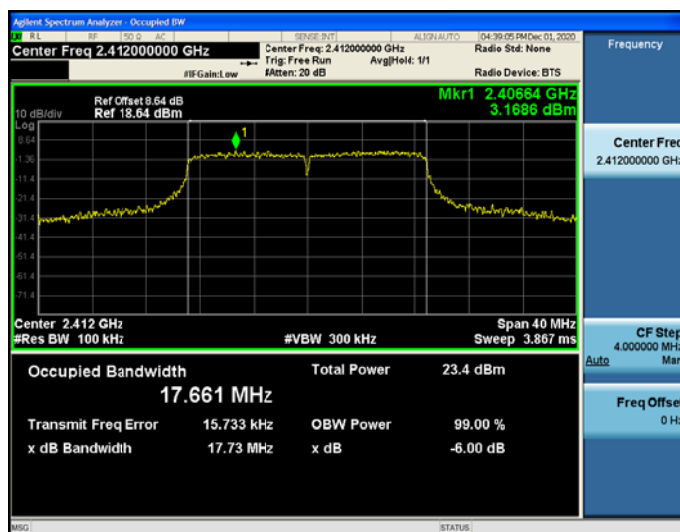 Agilent Spectrum Analyzer - Occupied BW
RL RF 50 Ω AC SENSE:INT ALIGN AUTO 04:39:05 PM Dec 01, 2020
Center Freq 2.412000000 GHz
Center Freq: 2.412000000 GHz
Radio Std: None
Trig: Free Run Avg|Hold: 1/1
#IFGain:Low
#Atten: 20 dB
Radio Device: BTS
Frequency
Ref Offset 8.64 dB
Mkr1 2.40664 GHz
10 dB/div Ref 18.64 dBm
3.1686 dBm
Log
8.64
1
-1.36
-11.4
-21.4
-31.4
-41.4
-51.4
-61.4
-71.4
Center 2.412 GHz
Span 40 MHz
#Res BW 100 kHz
#VBW 300 kHz
Sweep 3.867 ms
Center Freq
2.412000000 GHz
CF Step
4.000000 MHz
Auto Man
Freq Offset
0 Hz
Occupied Bandwidth
Total Power 23.4 dBm
17.661 MHz
Transmit Freq Error 15.733 kHz
OBW Power 99.00 %
x dB Bandwidth 17.73 MHz
x dB -6.00 dB
MSG
STATUS